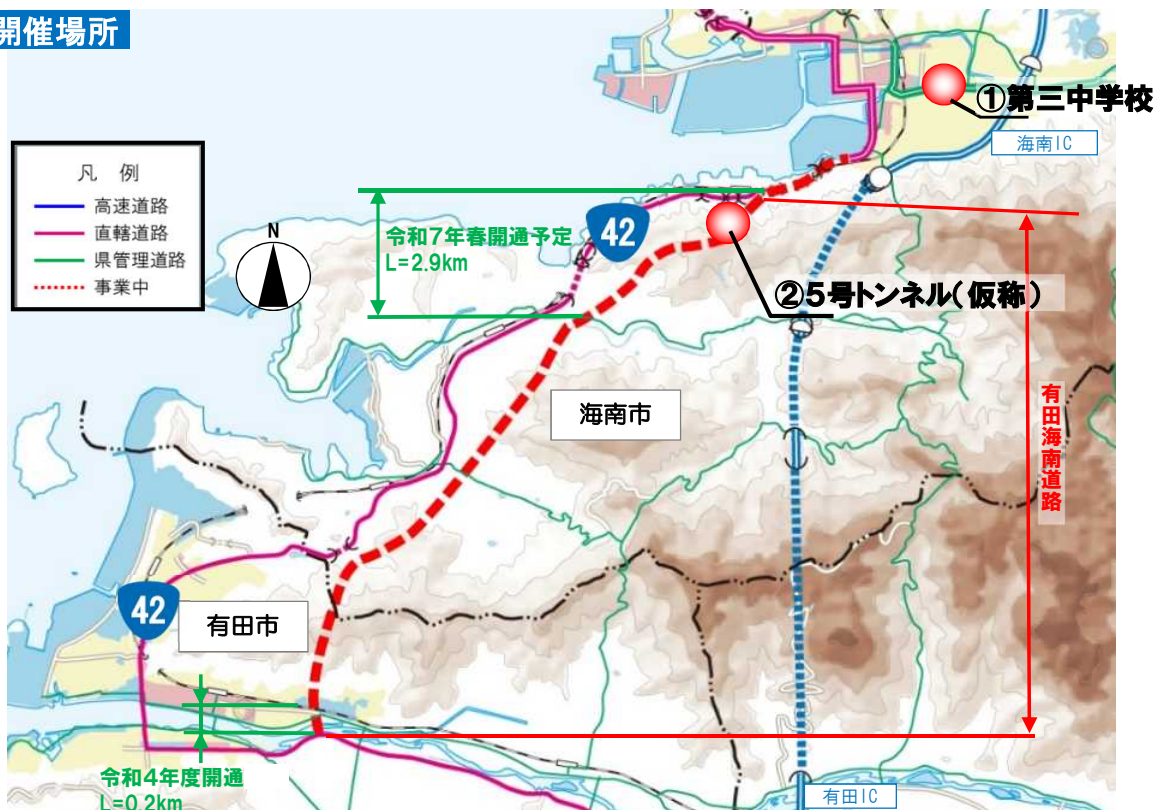 開催場所
①第三中学校
海南IC
凡 例
高速道路
直轄道路
県管理道路
事業中
N
令和7年春開通予定
L=2.9km
42
②5号トンネル(仮称)
海南市
有田海南道路
42
有田市
令和4年度開通
L=0.2km
有田IC